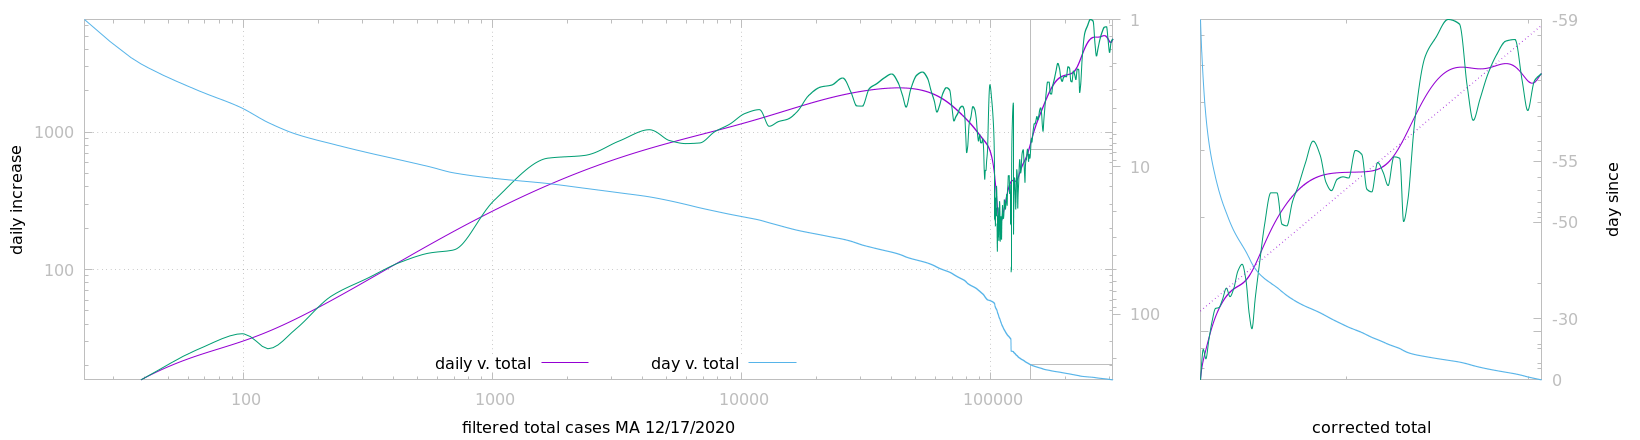 daily increase
1000
100
daily v. total
day v. total
100
1000
10000
100000
filtered total cases MA 12/17/2020
1
10
100
-59
-55
-50
-30
0
day since
corrected total